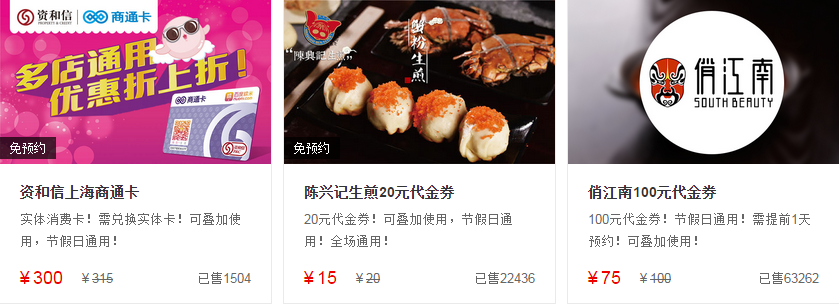 资和信
PROPERTY & CREDIT
商通卡
多店通用
优惠折上折!
商通卡
免预约
资和信上海商通卡
实体消费卡！需兑换实体卡！可叠加使
用，节假日通用！
¥300 ¥315 已售1504
陳興記生煎
蟹粉生煎
免预约
陈兴记生煎20元代金券
20元代金券！可叠加使用，节假日通
用！全场通用！
¥15 ¥20 已售22436
俏江南
SOUTH BEAUTY
俏江南100元代金券
100元代金券！节假日通用！需提前1天
预约！可叠加使用！
¥75 ¥100 已售63262